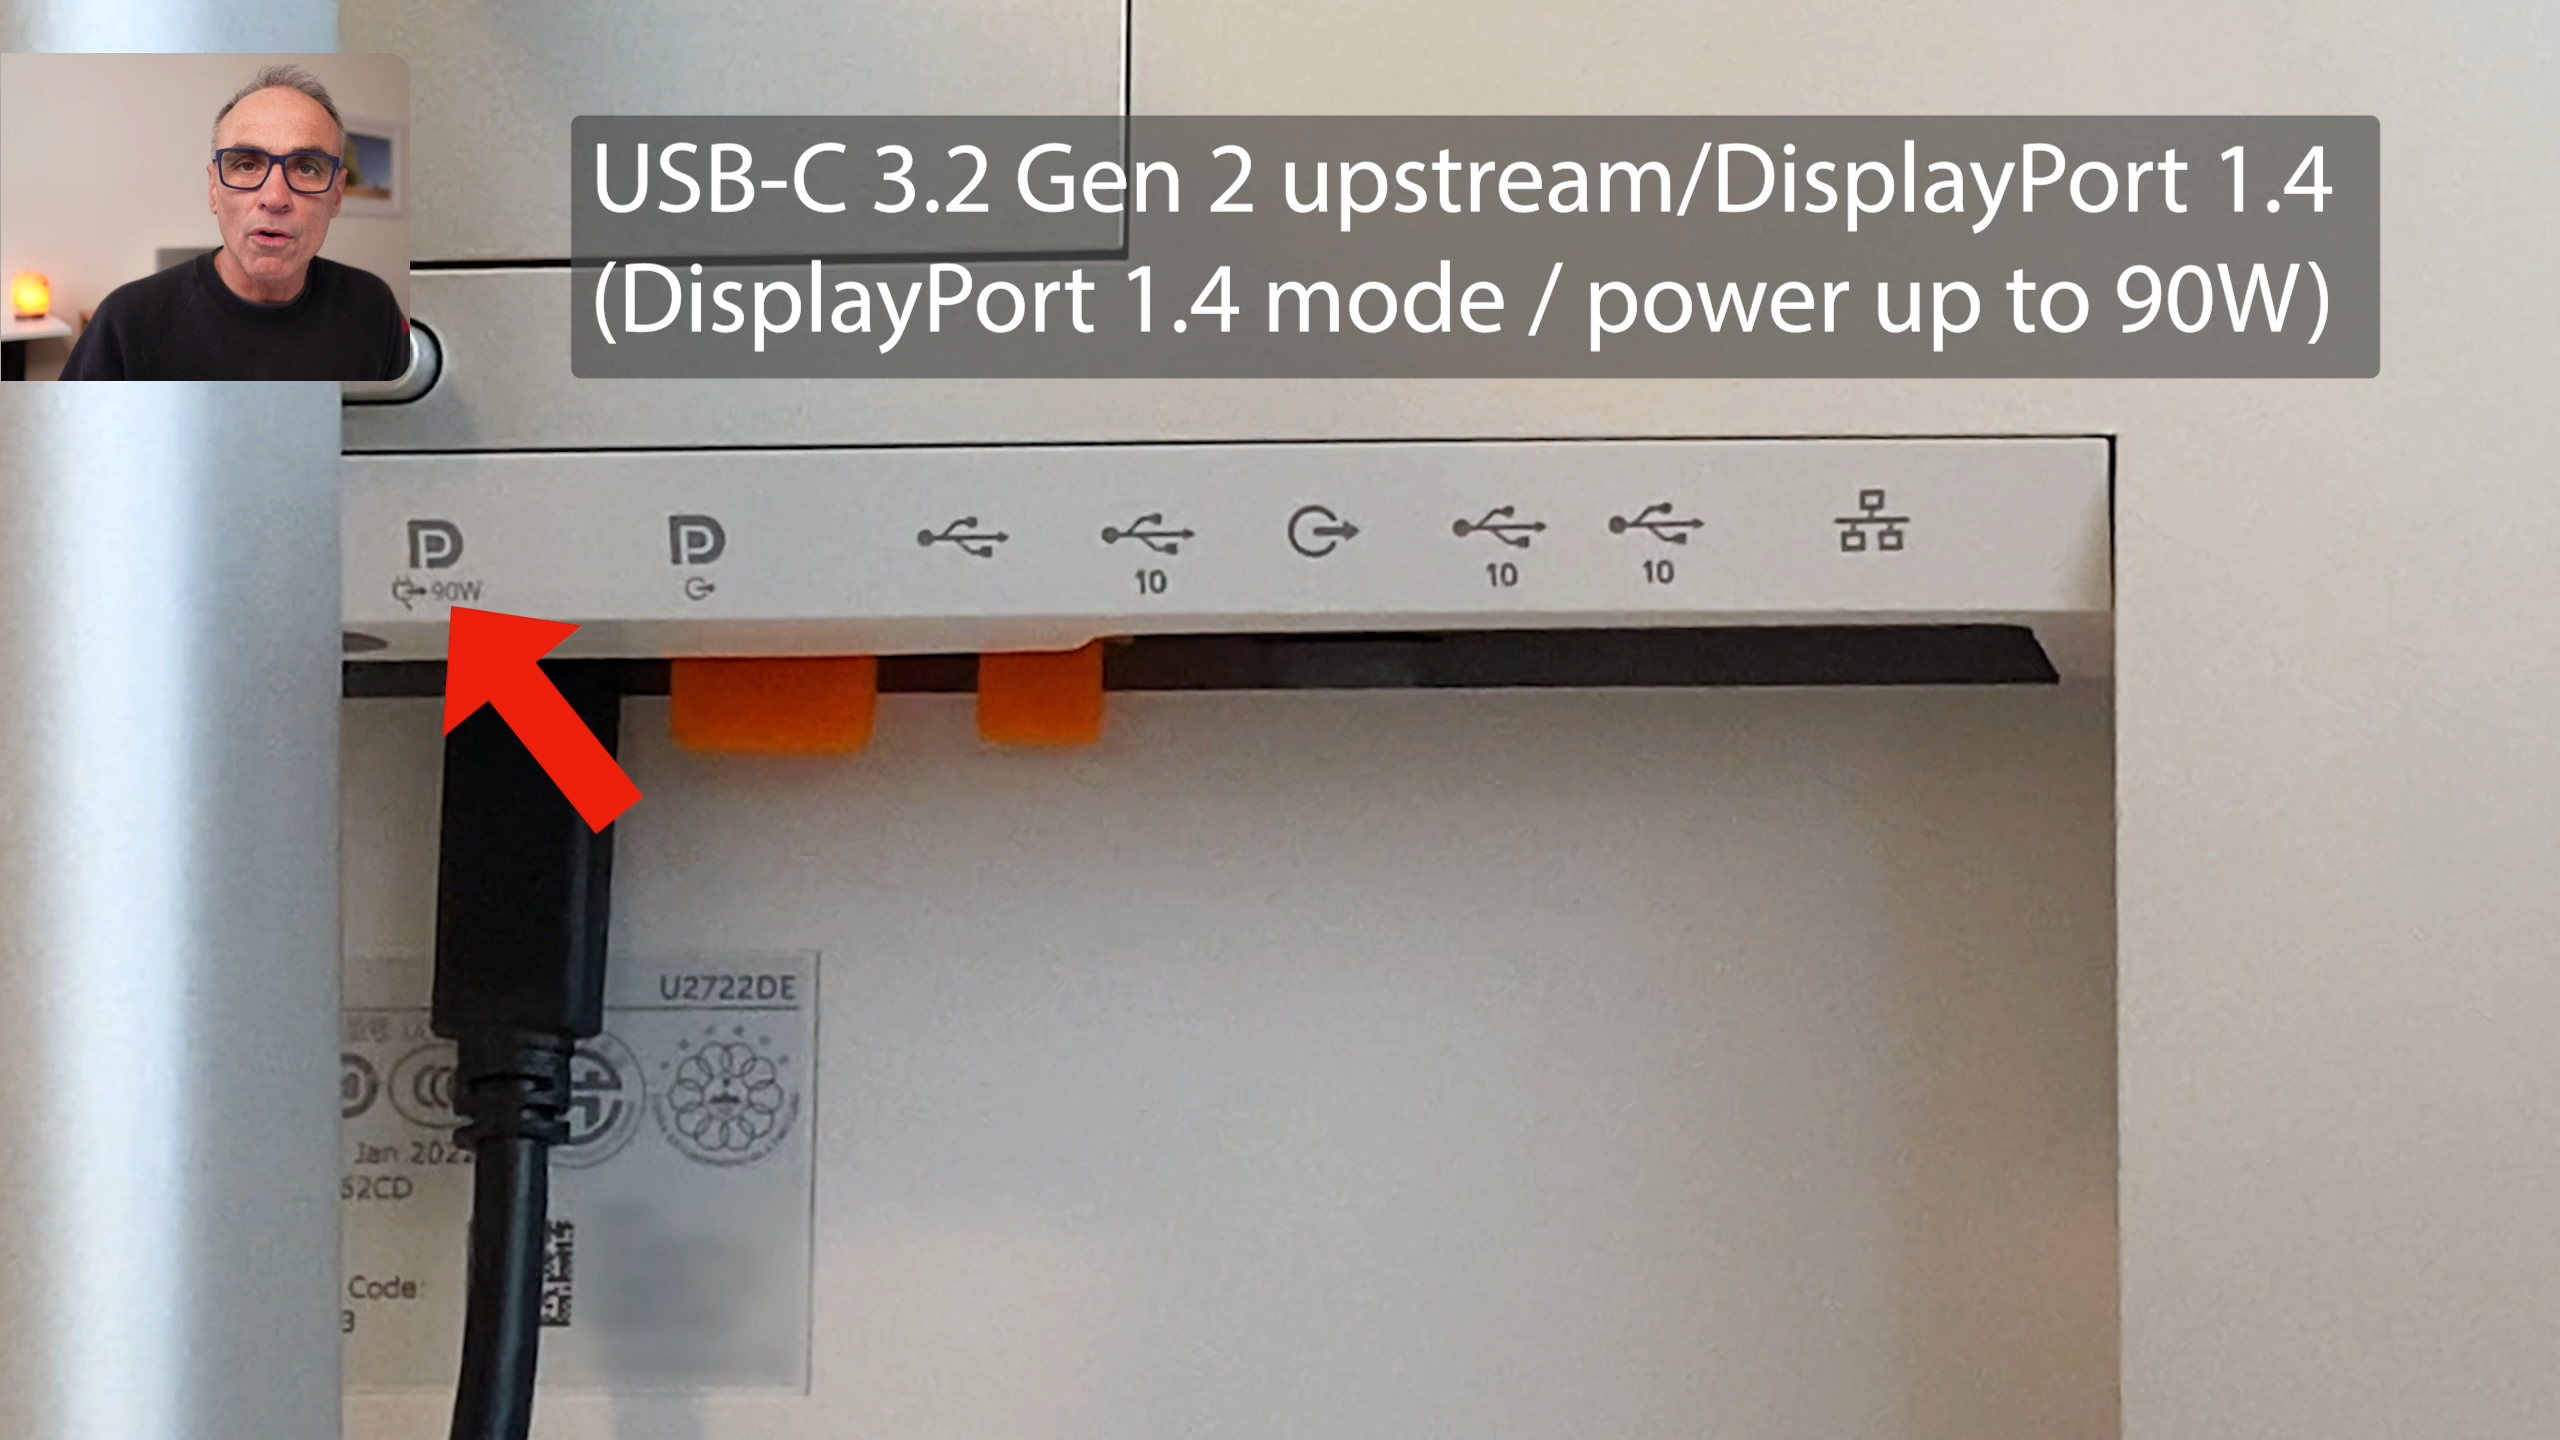 USB-C 3.2 Gen 2 upstream/DisplayPort 1.4
(DisplayPort 1.4 mode / power up to 90W)
90W
10
10
10
U2722DE
Jan 202
52CD
Code: